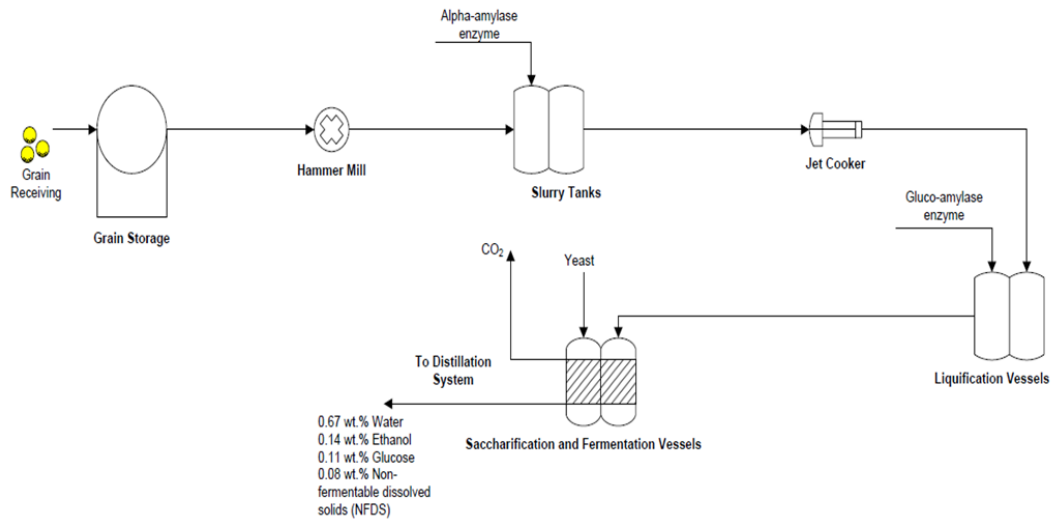 Alpha-amylase
enzyme
Grain
Receiving
Grain Storage
Hammer Mill
Slurry Tanks
Jet Cooker
Gluco-amylase
enzyme
Liquification Vessels
CO₂
Yeast
To Distillation
System
Saccharification and Fermentation Vessels
0.67 wt.% Water
0.14 wt.% Ethanol
0.11 wt.% Glucose
0.08 wt.% Non-
fermentable dissolved
solids (NFDS)